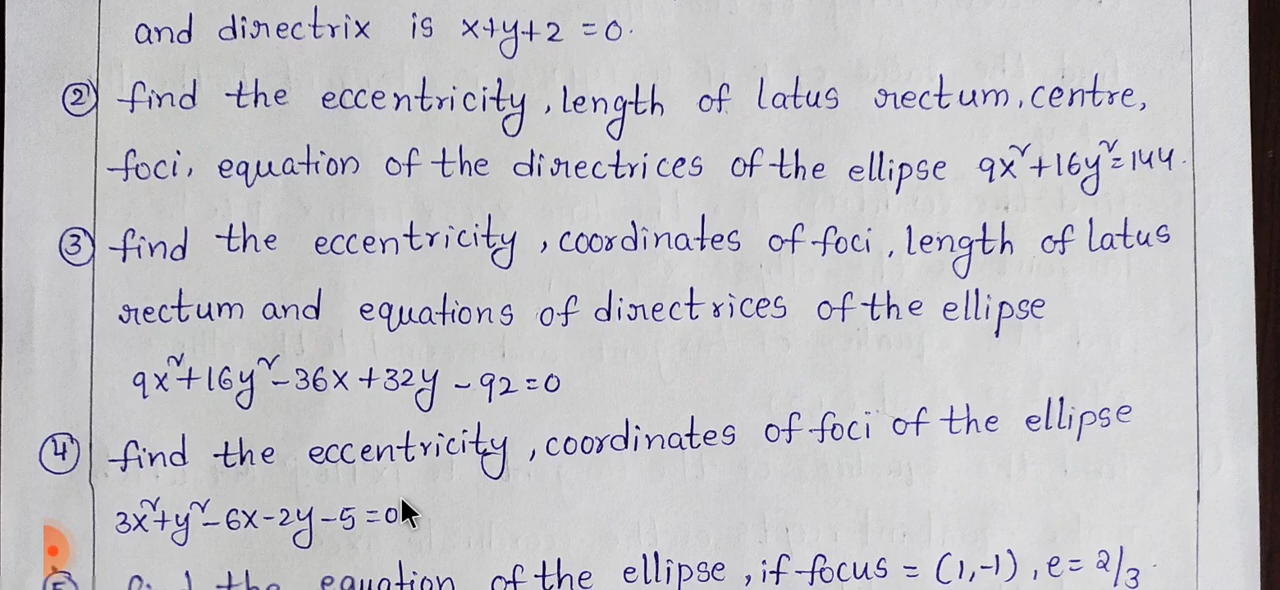 and directrix is x+y+2 = 0.
② find the eccentricity, length of latus rectum, centre,
foci, equation of the directrices of the ellipse 9x²+16y²=144.
③ find the eccentricity, coordinates of foci, length of latus
rectum and equations of directrices of the ellipse
9x²+16y²-36x+32y-92=0
④ find the eccentricity, coordinates of foci of the ellipse
3x²+y²-6x-2y-5=0
the equation of the ellipse, if focus = (1,-1), e= 2/3.